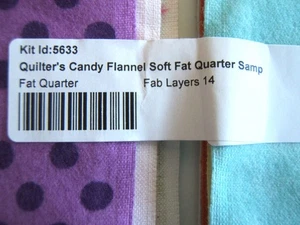 Kit Id:5633
Quilter's Candy Flannel Soft Fat Quarter Samp
Fat Quarter Fab Layers 14